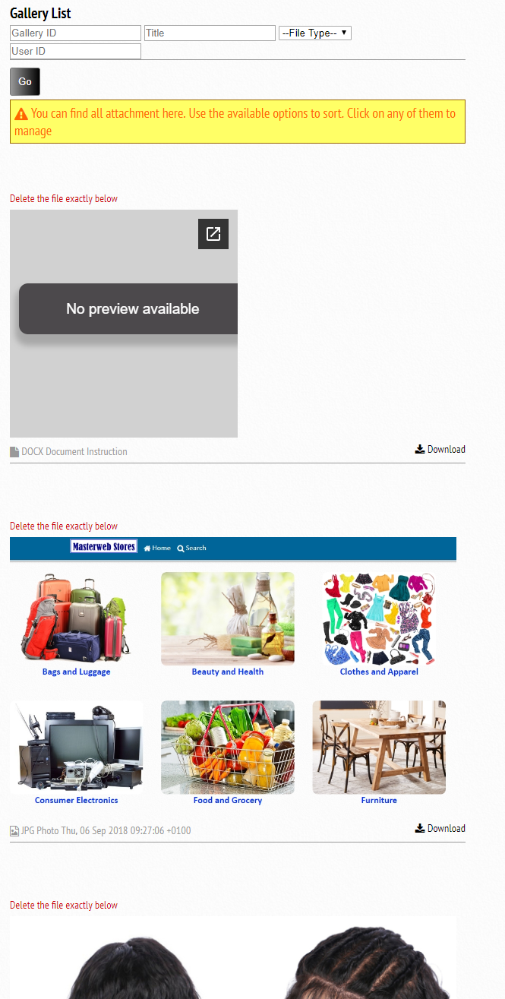 Gallery List
Gallery ID Title --File Type--
User ID
Go
You can find all attachment here. Use the available options to sort. Click on any of them to
manage
Delete the file exactly below
No preview available
DOCX Document Instruction Download
Delete the file exactly below
Masterweb Stores Home Search
Bags and Luggage Beauty and Health Clothes and Apparel
Consumer Electronics Food and Grocery Furniture
JPG Photo Thu, 06 Sep 2018 09:27:06 +0100 Download
Delete the file exactly below